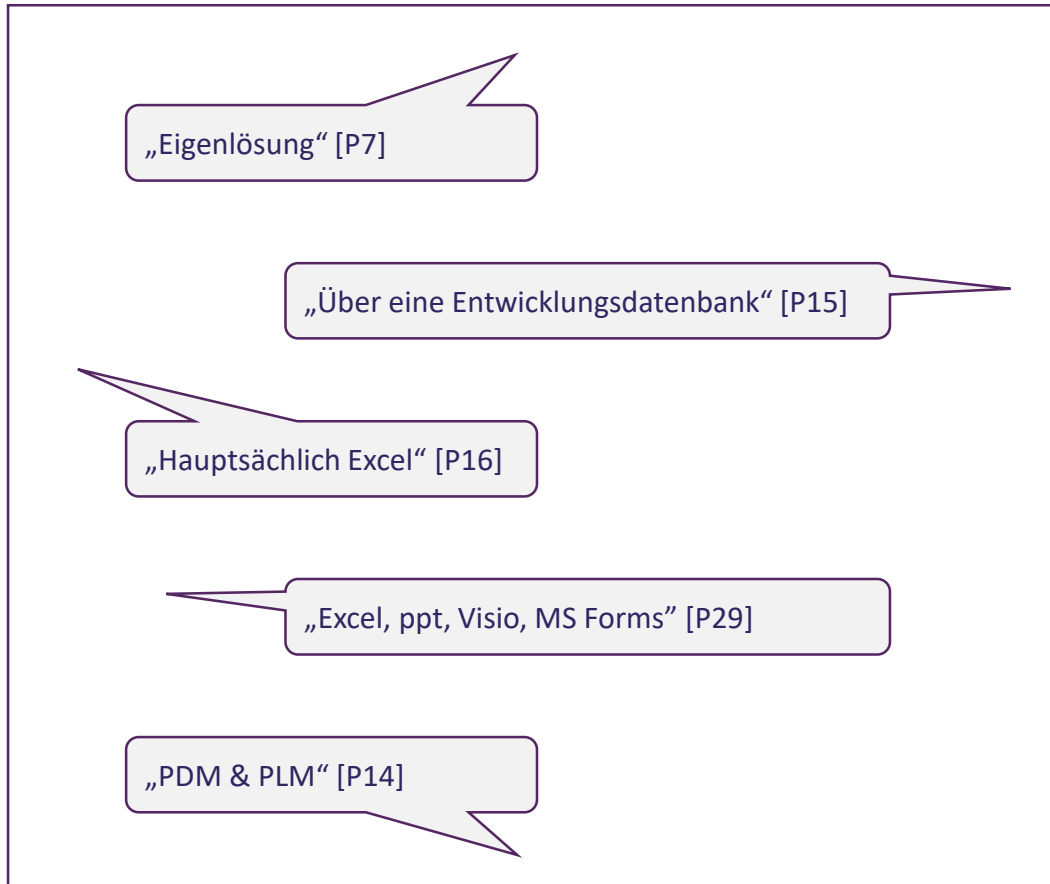 „Eigenlösung“ [P7]
„Über eine Entwicklungsdatenbank“ [P15]
„Hauptsächlich Excel“ [P16]
„Excel, ppt, Visio, MS Forms” [P29]
„PDM & PLM“ [P14]